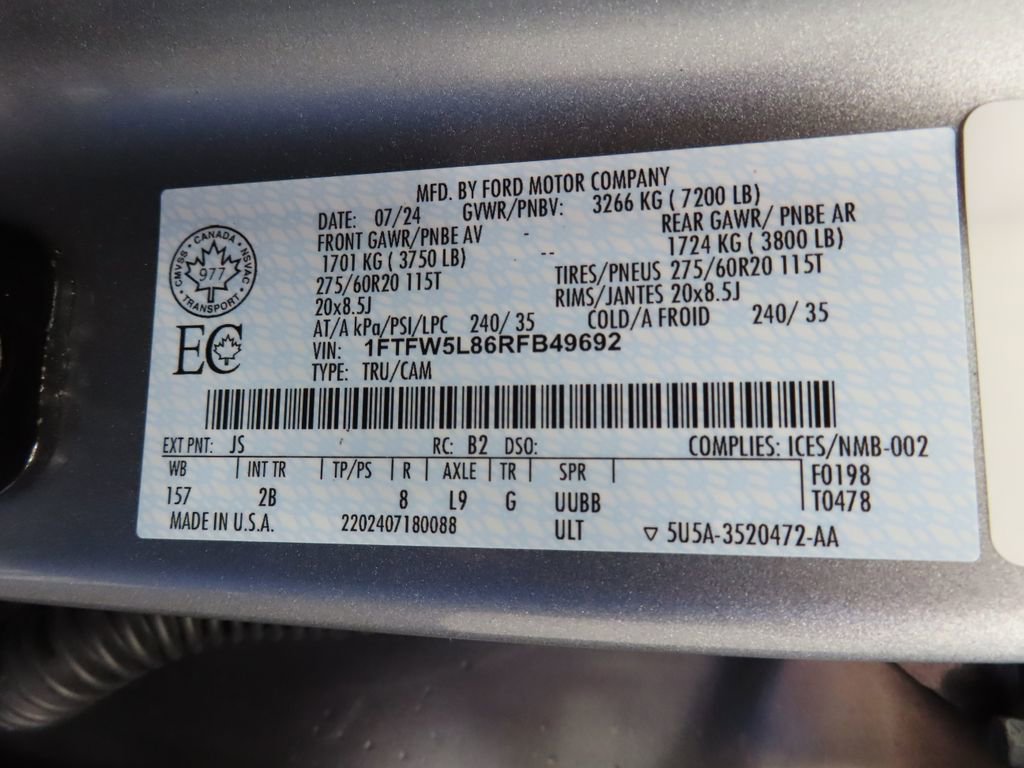 MFD. BY FORD MOTOR COMPANY
DATE: 07/24 GVWR/PNBV: 3266 KG ( 7200 LB)
FRONT GAWR/PNBE AV - REAR GAWR/ PNBE AR
1701 KG ( 3750 LB) -- 1724 KG ( 3800 LB)
275/60R20 115T TIRES/PNEUS 275/60R20 115T
20x8.5J RIMS/JANTES 20x8.5J
AT/A kPa/PSI/LPC 240/ 35 COLD/A FROID 240/ 35
VIN: 1FTFW5L86RFB49692
TYPE: TRU/CAM
CANADA
CMVSS NSVAC
977
TRANSPORT
EC
EXT PNT: JS RC: B2 DSO: COMPLIES: ICES/NMB-002
WB INT TR TP/PS R AXLE TR SPR F0198
157 2B 8 L9 G UUBB T0478
MADE IN U.S.A. 2202407180088 ULT ▽ 5U5A-3520472-AA